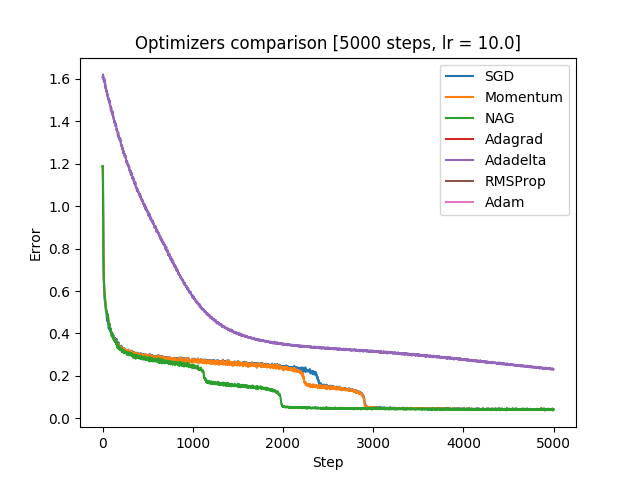 Optimizers comparison [5000 steps, lr = 10.0]
Error
1.6
1.4
1.2
1.0
0.8
0.6
0.4
0.2
0.0
SGD
Momentum
NAG
Adagrad
Adadelta
RMSProp
Adam
0 1000 2000 3000 4000 5000
Step